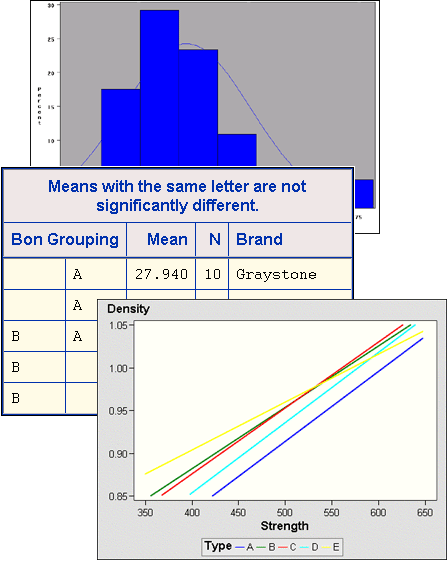 30
25
20
15
10
Percent
75
Means with the same letter are not
significantly different.
Bon Grouping Mean N Brand
A 27.940 10 Graystone
A
B A
B
B
Density
1.05
1.00
0.95
0.90
0.85
350 400 450 500 550 600 650
Strength
Type A B C D E